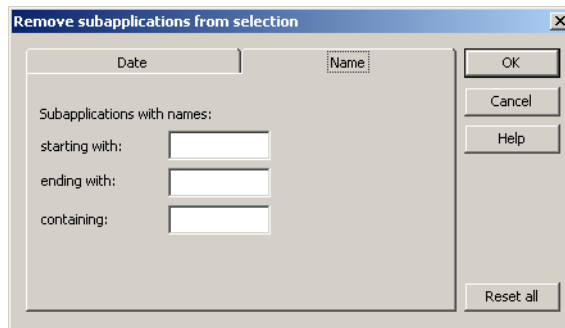 Remove subapplications from selection
Date
Name
OK
Cancel
Help
Subapplications with names:
starting with:
ending with:
containing:
Reset all